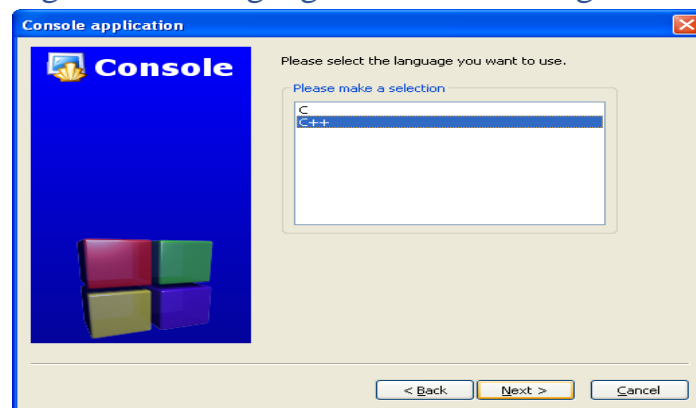 Console application
Console
Please select the language you want to use.
Please make a selection
C
C++
< Back
Next >
Cancel